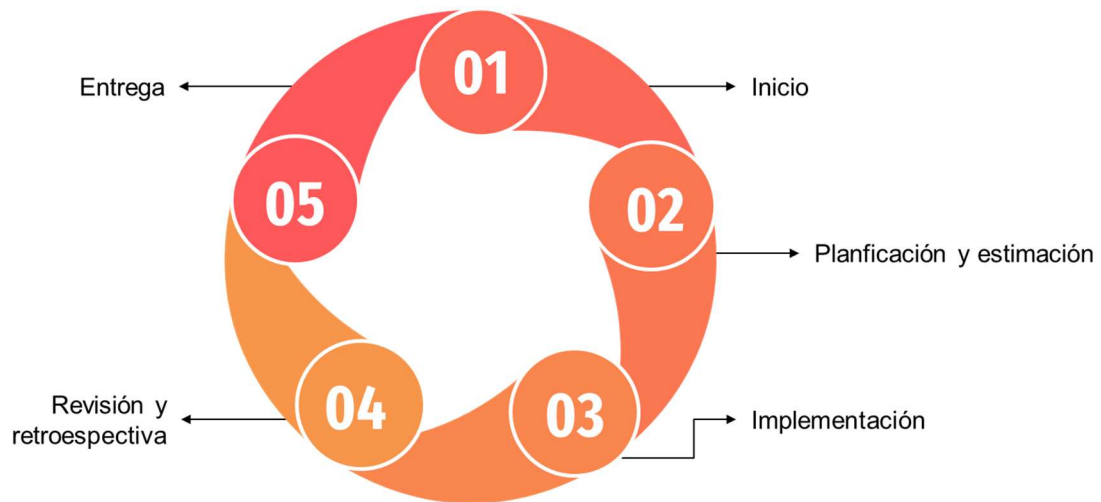 01
Inicio
02
Planficación y estimación
03
Implementación
04
Revisión y
retroespectiva
05
Entrega